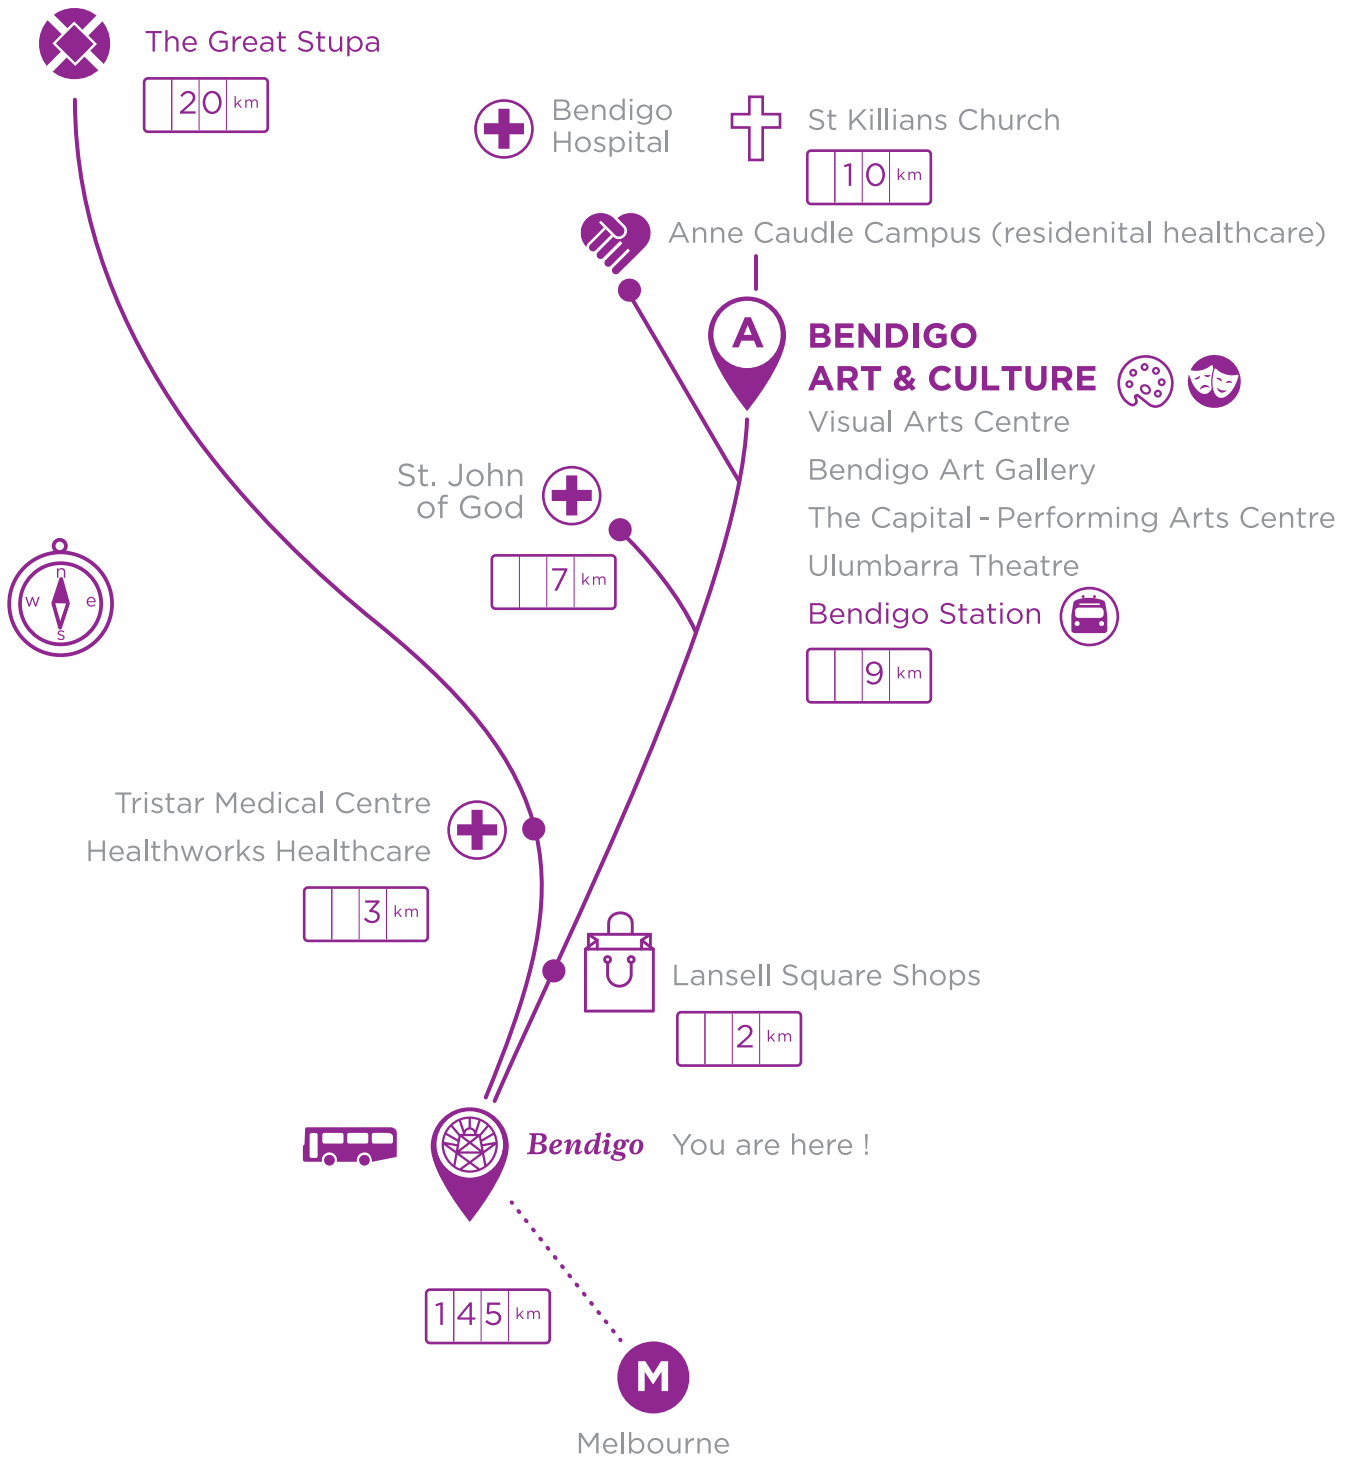 The Great Stupa
20 km
Bendigo
Hospital
St Killians Church
10 km
Anne Caudle Campus (residenital healthcare)
A
BENDIGO
ART & CULTURE
Visual Arts Centre
Bendigo Art Gallery
The Capital - Performing Arts Centre
Ulumbarra Theatre
Bendigo Station
9 km
St. John
of God
7 km
n
w e
s
Tristar Medical Centre
Healthworks Healthcare
3 km
Lansell Square Shops
2 km
Bendigo You are here !
145 km
M
Melbourne